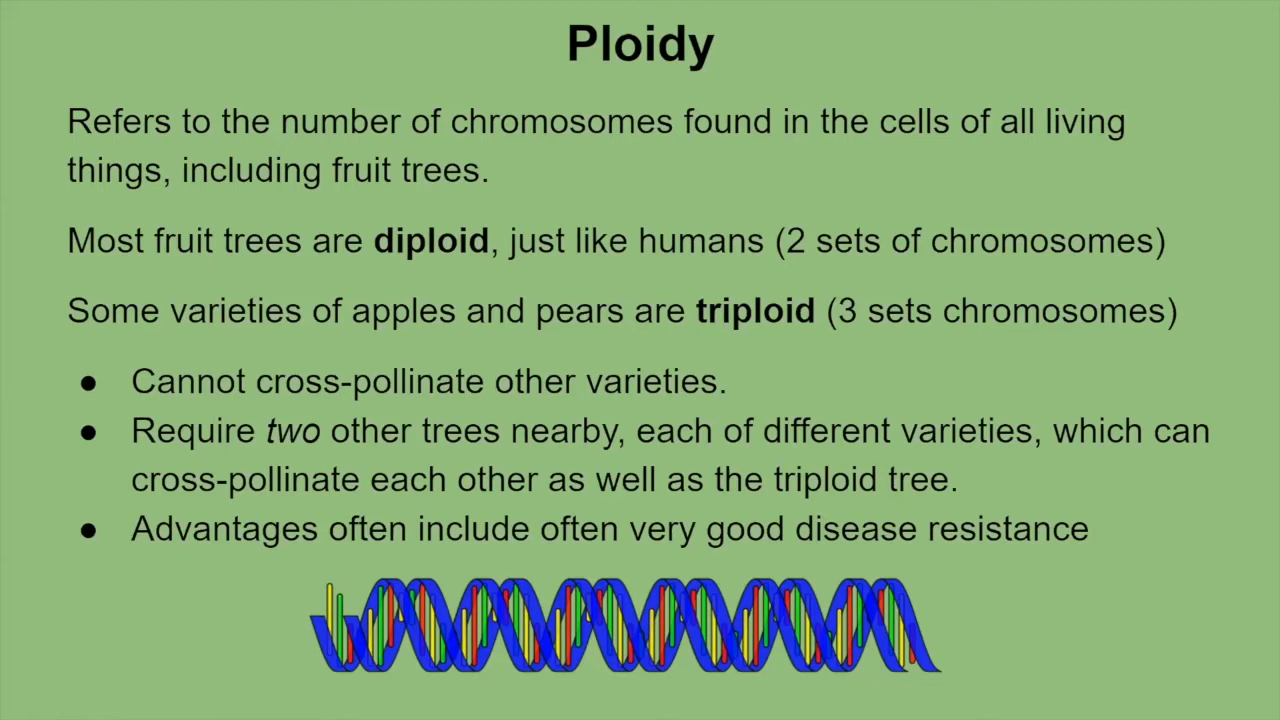 Ploidy
Refers to the number of chromosomes found in the cells of all living
things, including fruit trees.
Most fruit trees are diploid, just like humans (2 sets of chromosomes)
Some varieties of apples and pears are triploid (3 sets chromosomes)
● Cannot cross-pollinate other varieties.
● Require two other trees nearby, each of different varieties, which can
cross-pollinate each other as well as the triploid tree.
● Advantages often include often very good disease resistance